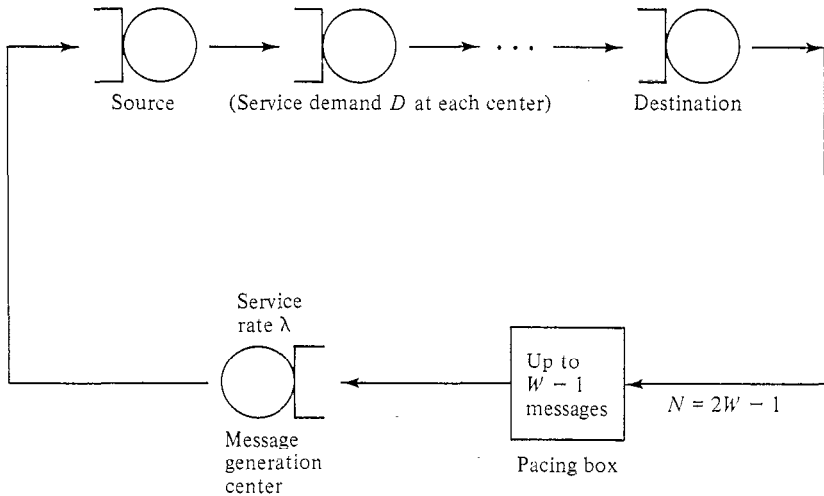 Source
(Service demand D at each center)
Destination
Service
rate λ
Message
generation
center
Up to
W – 1
messages
Pacing box
N = 2W – 1